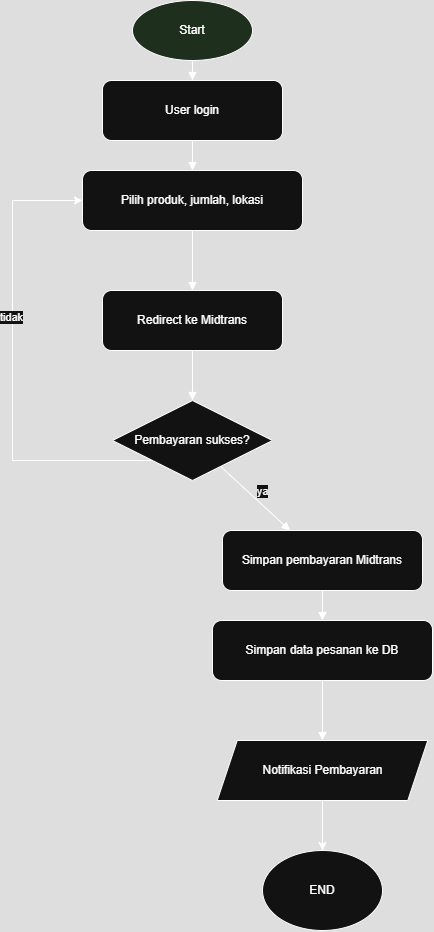 Start
User login
Pilih produk, jumlah, lokasi
Redirect ke Midtrans
tidak
Pembayaran sukses?
ya
Simpan pembayaran Midtrans
Simpan data pesanan ke DB
Notifikasi Pembayaran
END